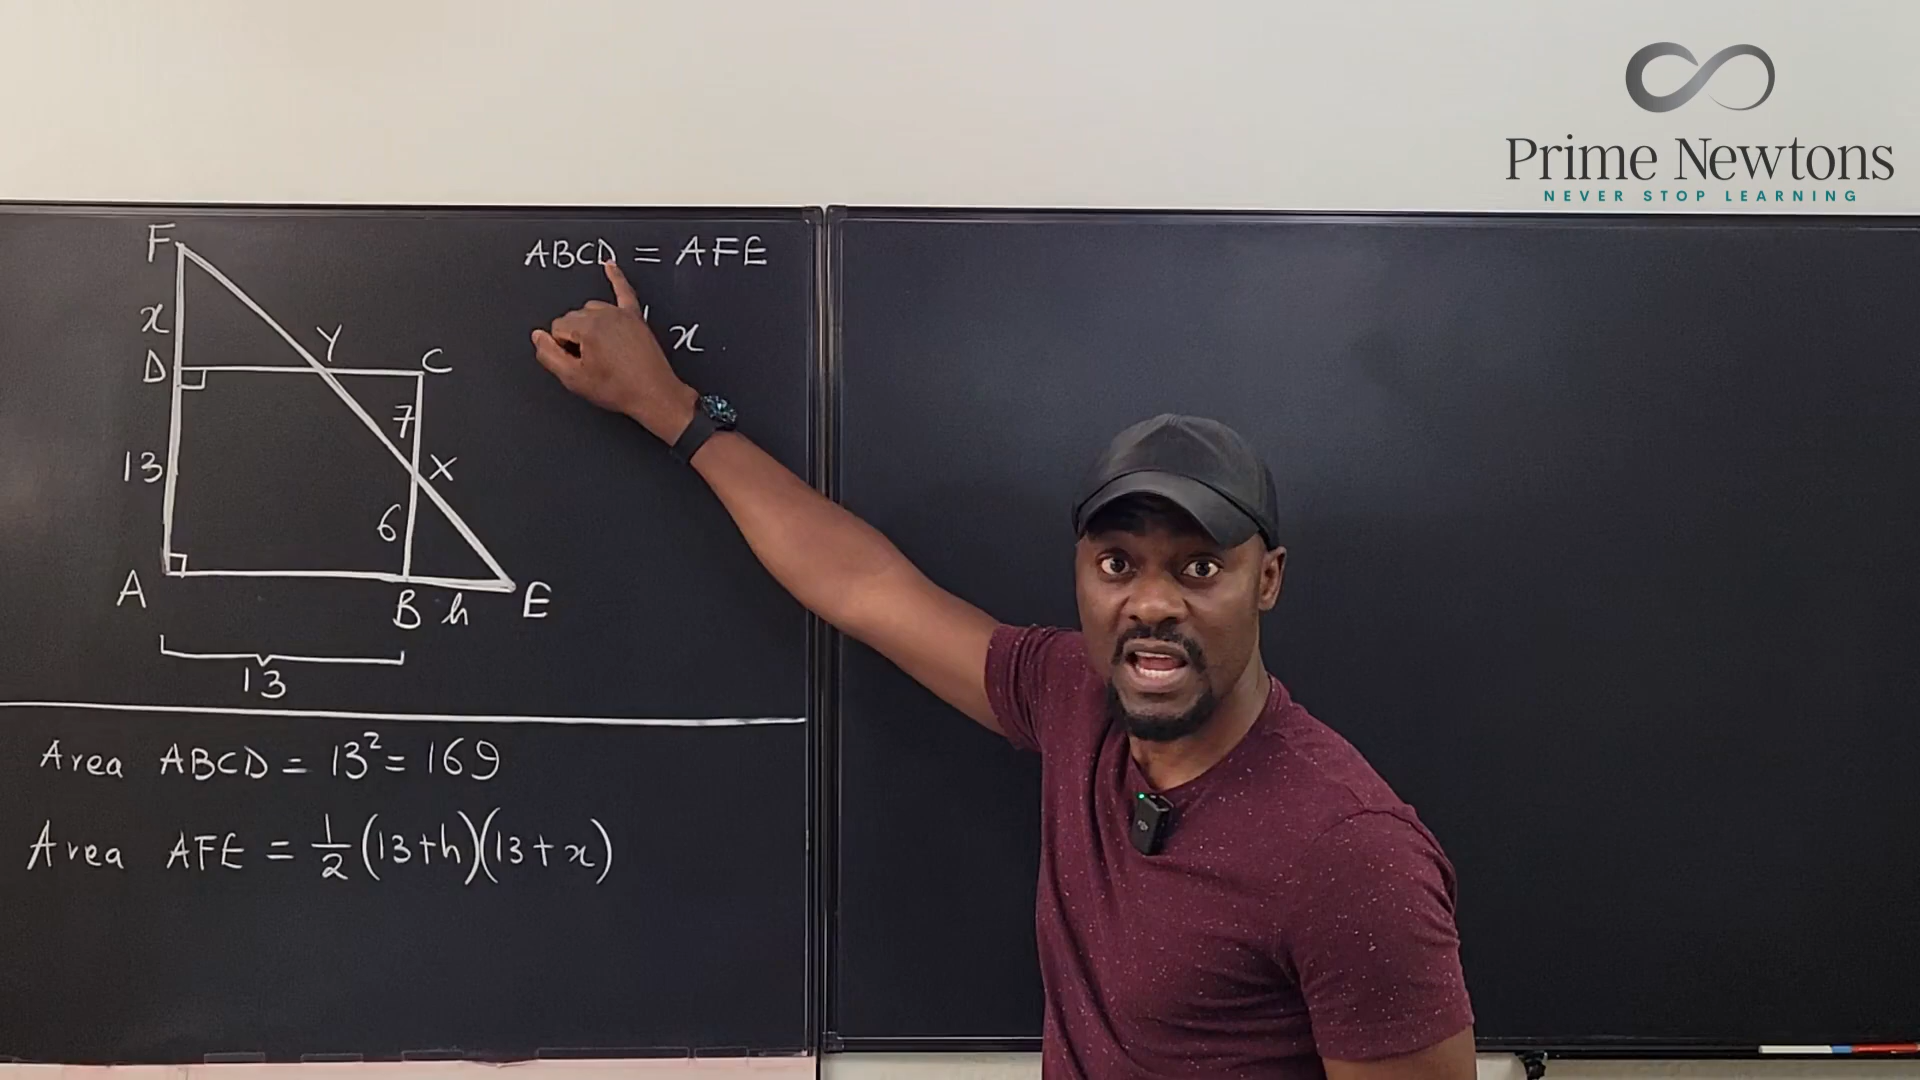 Prime Newtons
NEVER STOP LEARNING
F
ABCD = AFE
x
Y
x.
D
C
7
13
X
6
A
B h E
13
Area ABCD = 13² = 169
Area AFE = 1/2 (13+h)(13+x)